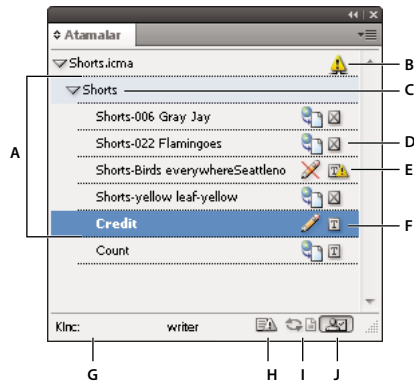 Atamalar
Shorts.icma
B
Shorts
C
Shorts-006 Gray Jay
A
Shorts-022 Flamingoes
D
Shorts-Birds everywhereSeattleno
E
Shorts-yellow leaf-yellow
Credit
F
Count
Klnc: writer
G H I J